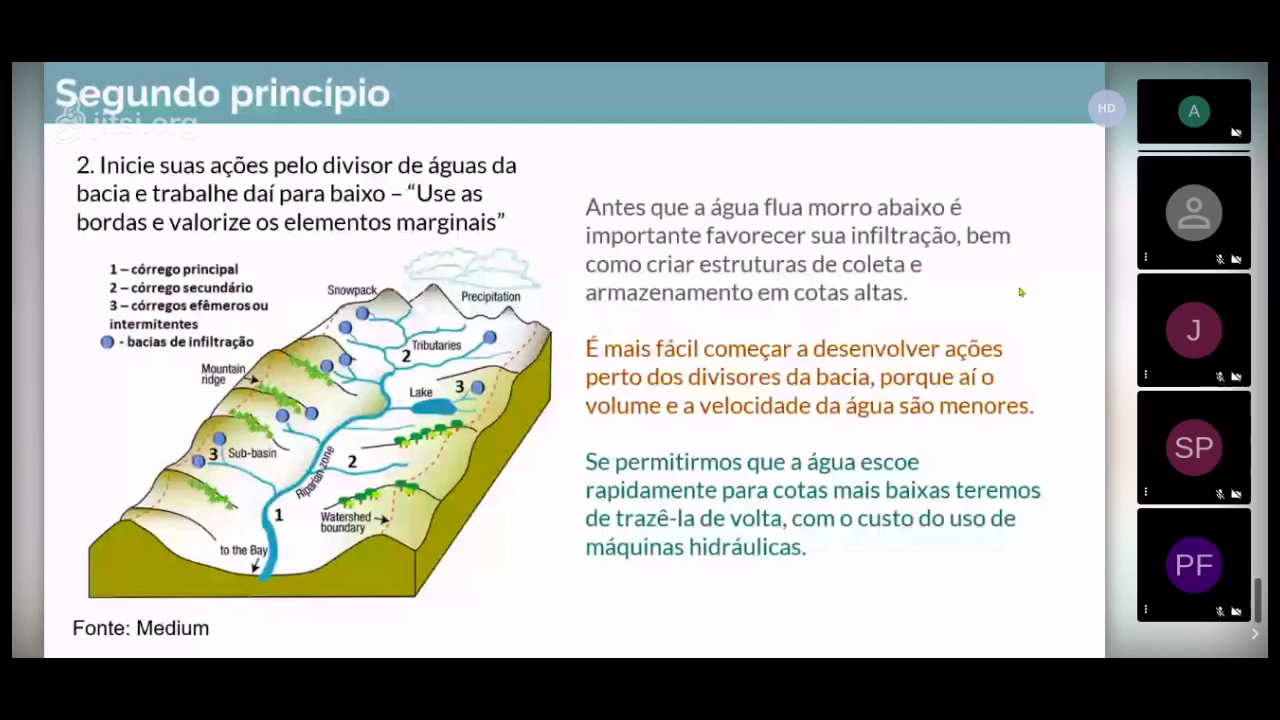 Segundo princípio
jitsi.org
2. Inicie suas ações pelo divisor de águas da
bacia e trabalhe daí para baixo – “Use as
bordas e valorize os elementos marginais”
1 – córrego principal
2 – córrego secundário
3 – córregos efêmeros ou
intermitentes
- bacias de infiltração
Snowpack
Precipitation
Tributaries
2
Mountain
ridge
Lake
3
3
Sub-basin
2
Riparian zone
1
Watershed
boundary
to the Bay
Fonte: Medium
Antes que a água flua morro abaixo é
importante favorecer sua infiltração, bem
como criar estruturas de coleta e
armazenamento em cotas altas.
É mais fácil começar a desenvolver ações
perto dos divisores da bacia, porque aí o
volume e a velocidade da água são menores.
Se permitirmos que a água escoe
rapidamente para cotas mais baixas teremos
de trazê-la de volta, com o custo do uso de
máquinas hidráulicas.
HD
A
J
SP
PF